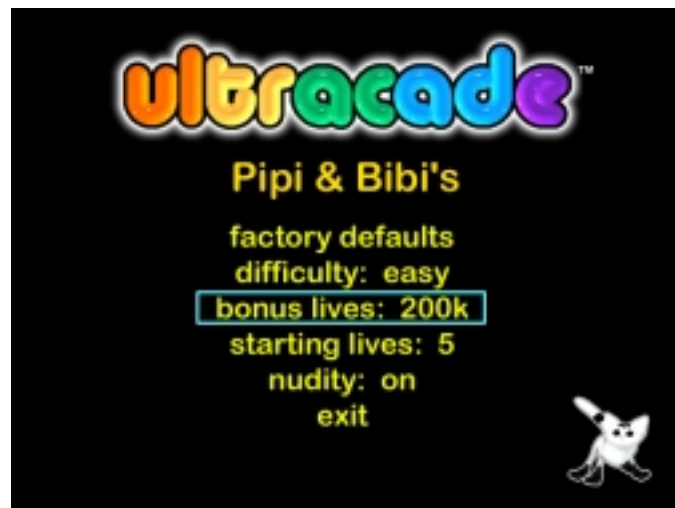 ultracade™
Pipi & Bibi's
factory defaults
difficulty: easy
bonus lives: 200k
starting lives: 5
nudity: on
exit